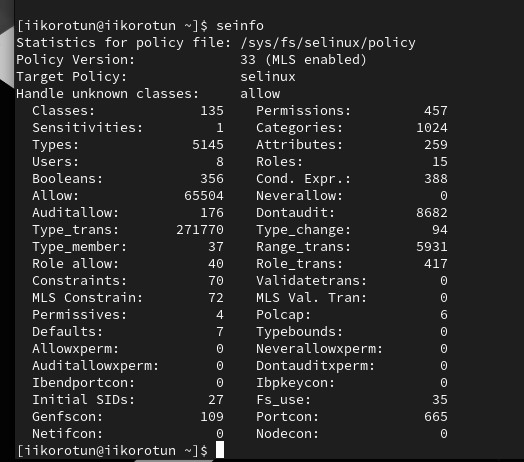 [iikorotun@iikorotun ~]$ seinfo
Statistics for policy file: /sys/fs/selinux/policy
Policy Version:             33 (MLS enabled)
Target Policy:              selinux
Handle unknown classes:     allow
  Classes:             135    Permissions:         457
  Sensitivities:         1    Categories:         1024
  Types:              5145    Attributes:          259
  Users:                 8    Roles:                15
  Booleans:            356    Cond. Expr.:         388
  Allow:             65504    Neverallow:            0
  Auditallow:          176    Dontaudit:          8682
  Type_trans:       271770    Type_change:          94
  Type_member:          37    Range_trans:        5931
  Role allow:           40    Role_trans:          417
  Constraints:          70    Validatetrans:         0
  MLS Constrain:        72    MLS Val. Tran:         0
  Permissives:           4    Polcap:                6
  Defaults:              7    Typebounds:            0
  Allowxperm:            0    Neverallowxperm:       0
  Auditallowxperm:       0    Dontauditxperm:        0
  Ibendportcon:          0    Ibpkeycon:             0
  Initial SIDs:         27    Fs_use:               35
  Genfscon:            109    Portcon:             665
  Netifcon:              0    Nodecon:               0
[iikorotun@iikorotun ~]$